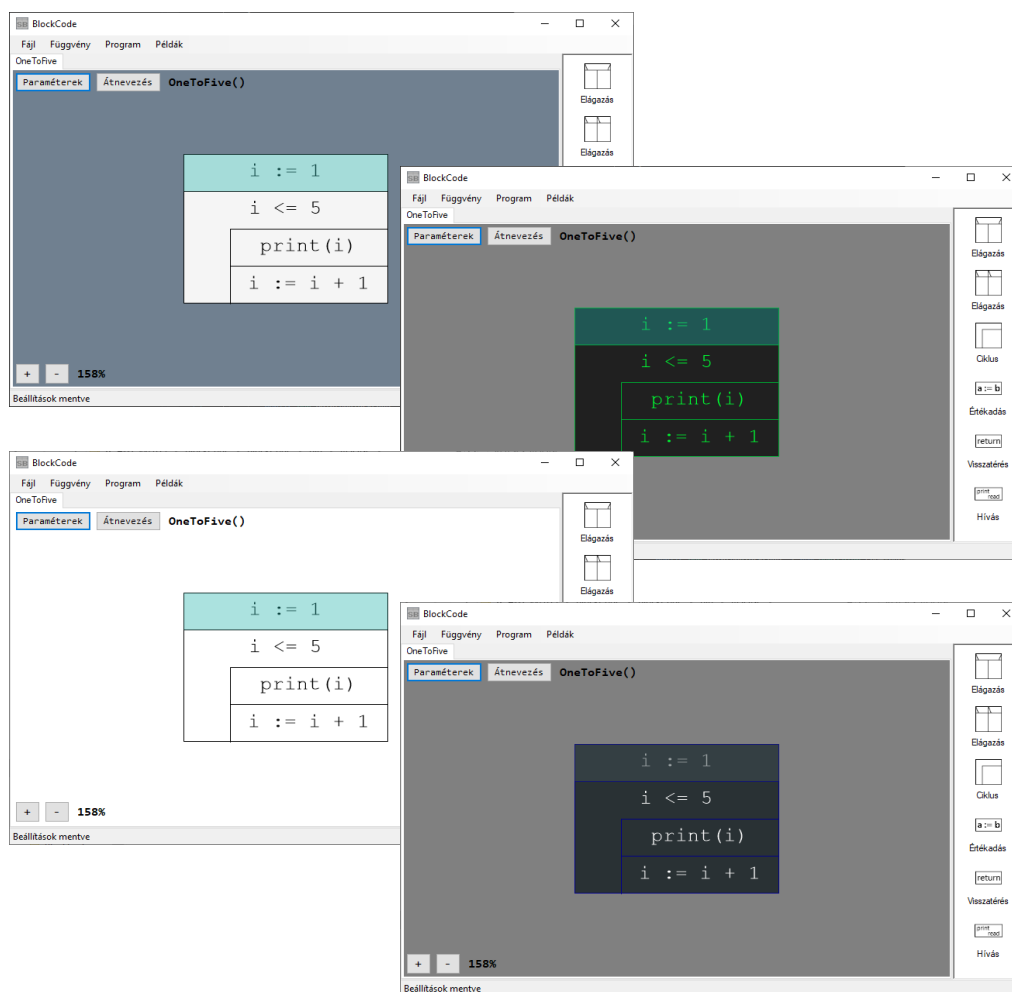 SB BlockCode
Fájl Függvény Program Példák
OneToFive
Paraméterek Átnevezés OneToFive()
Elágazás
Elágazás
i := 1
i <= 5
print(i)
i := i + 1
+ - 158%
Beállítások mentve
SB BlockCode
Fájl Függvény Program Példák
OneToFive
Paraméterek Átnevezés OneToFive()
i := 1
i <= 5
print(i)
i := i + 1
Elágazás
Elágazás
Ciklus
a := b
Értékadás
return
Visszatérés
print
read
Hívás
SB BlockCode
Fájl Függvény Program Példák
OneToFive
Paraméterek Átnevezés OneToFive()
Elágazás
Elágazás
i := 1
i <= 5
print(i)
i := i + 1
+ - 158%
Beállítások mentve
SB BlockCode
Fájl Függvény Program Példák
OneToFive
Paraméterek Átnevezés OneToFive()
i := 1
i <= 5
print(i)
i := i + 1
Elágazás
Elágazás
Ciklus
a := b
Értékadás
return
Visszatérés
print
read
Hívás
+ - 158%
Beállítások mentve